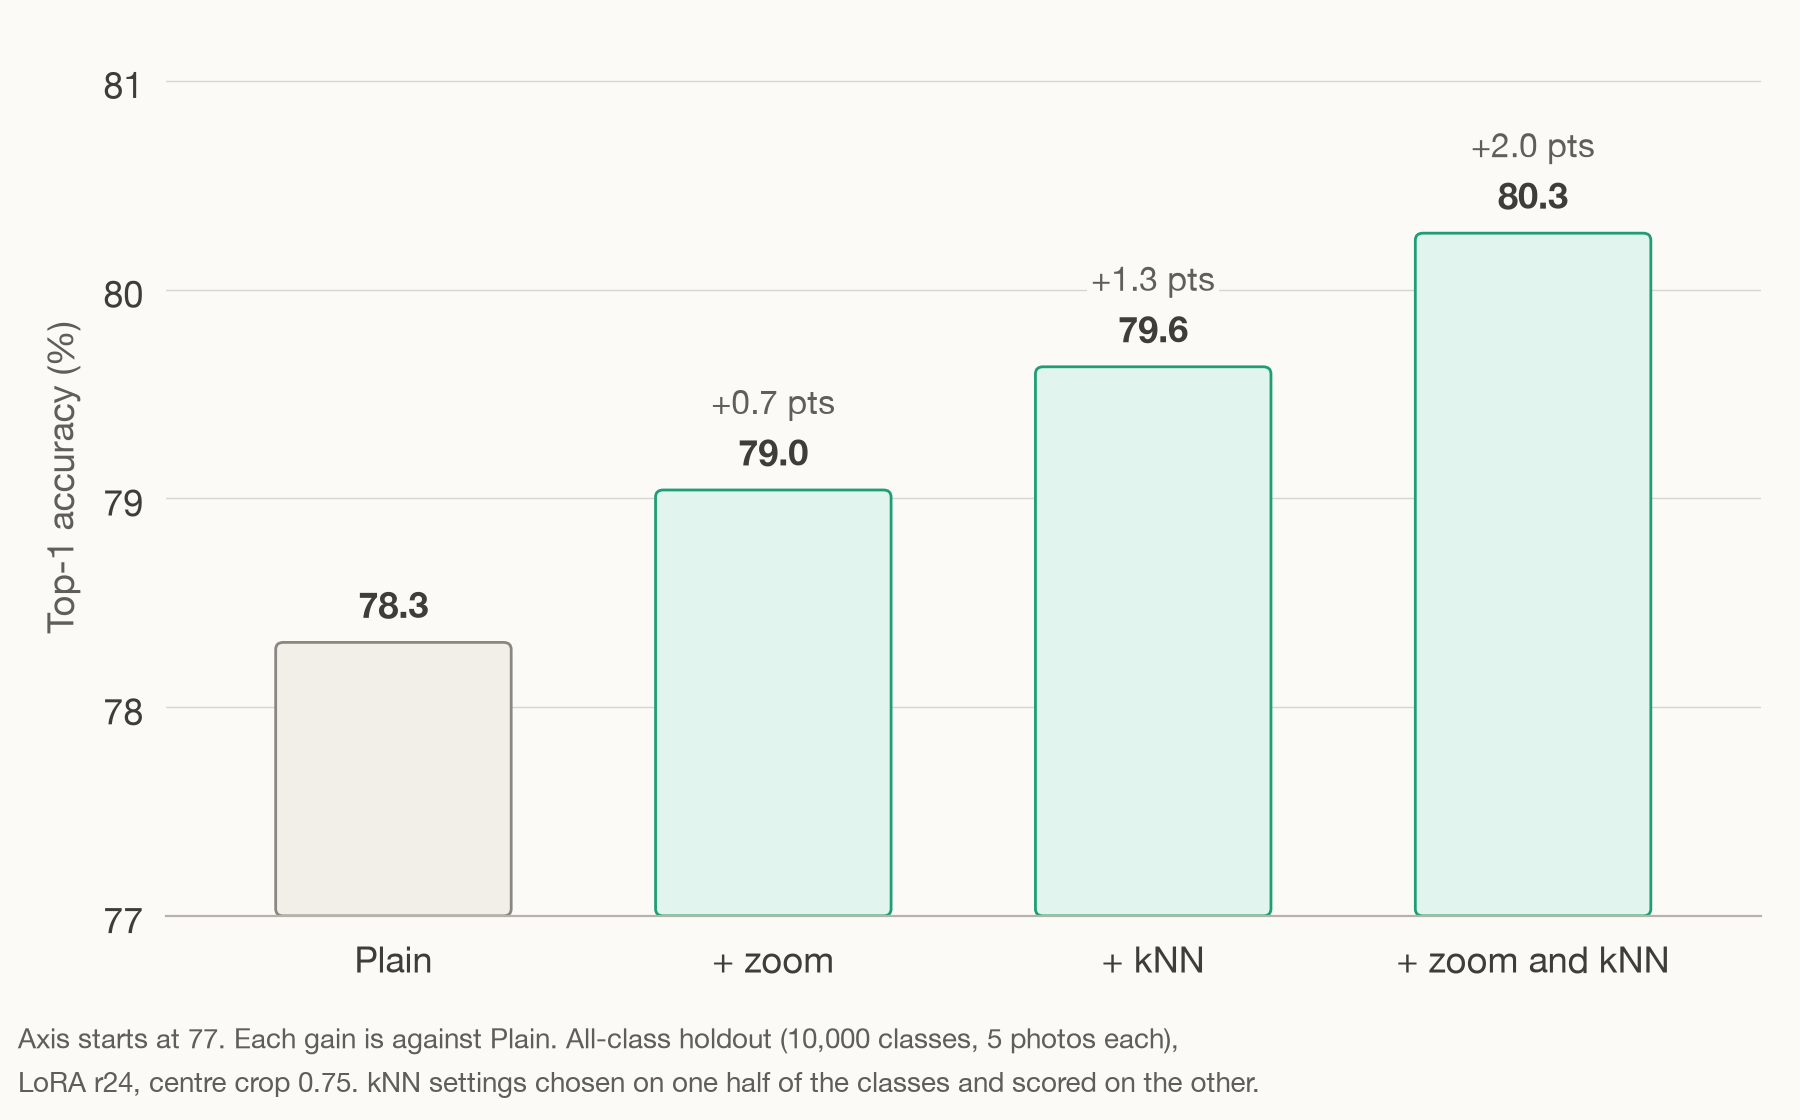 81
+2.0 pts
80.3
+1.3 pts
80
79.6
+0.7 pts
79.0
79
78.3
78
77
Top-1 accuracy (%)
Plain
+ zoom
+ kNN
+ zoom and kNN
Axis starts at 77. Each gain is against Plain. All-class holdout (10,000 classes, 5 photos each),
LoRA r24, centre crop 0.75. kNN settings chosen on one half of the classes and scored on the other.